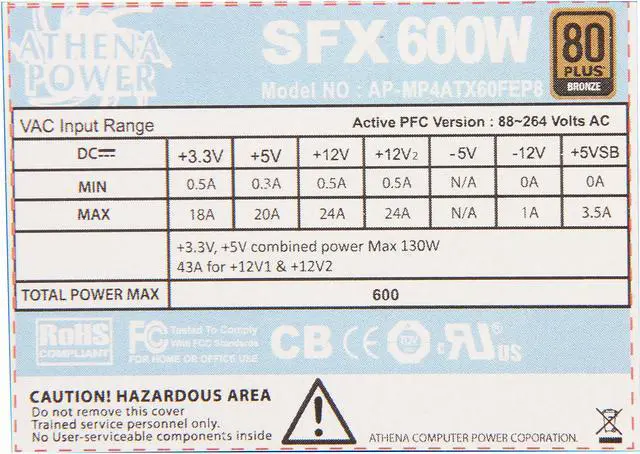 ATHENA
POWER
SFX 600W
80
PLUS
BRONZE
Model NO : AP-MP4ATX60FEP8
VAC Input Range Active PFC Version : 88~264 Volts AC
DC +3.3V +5V +12V +12V2 -5V -12V +5VSB
MIN 0.5A 0.3A 0.5A 0.5A N/A 0A 0A
MAX 18A 20A 24A 24A N/A 1A 3.5A
+3.3V, +5V combined power Max 130W
43A for +12V1 & +12V2
TOTAL POWER MAX 600
RoHS
COMPLIANT
FC Tested To Comply
With FCC Standards
FOR HOME OR OFFICE USE
CB CE TÜV c RU US
CAUTION! HAZARDOUS AREA
Do not remove this cover
Trained service personnel only.
No User-serviceable components inside
ATHENA COMPUTER POWER COPORATION.